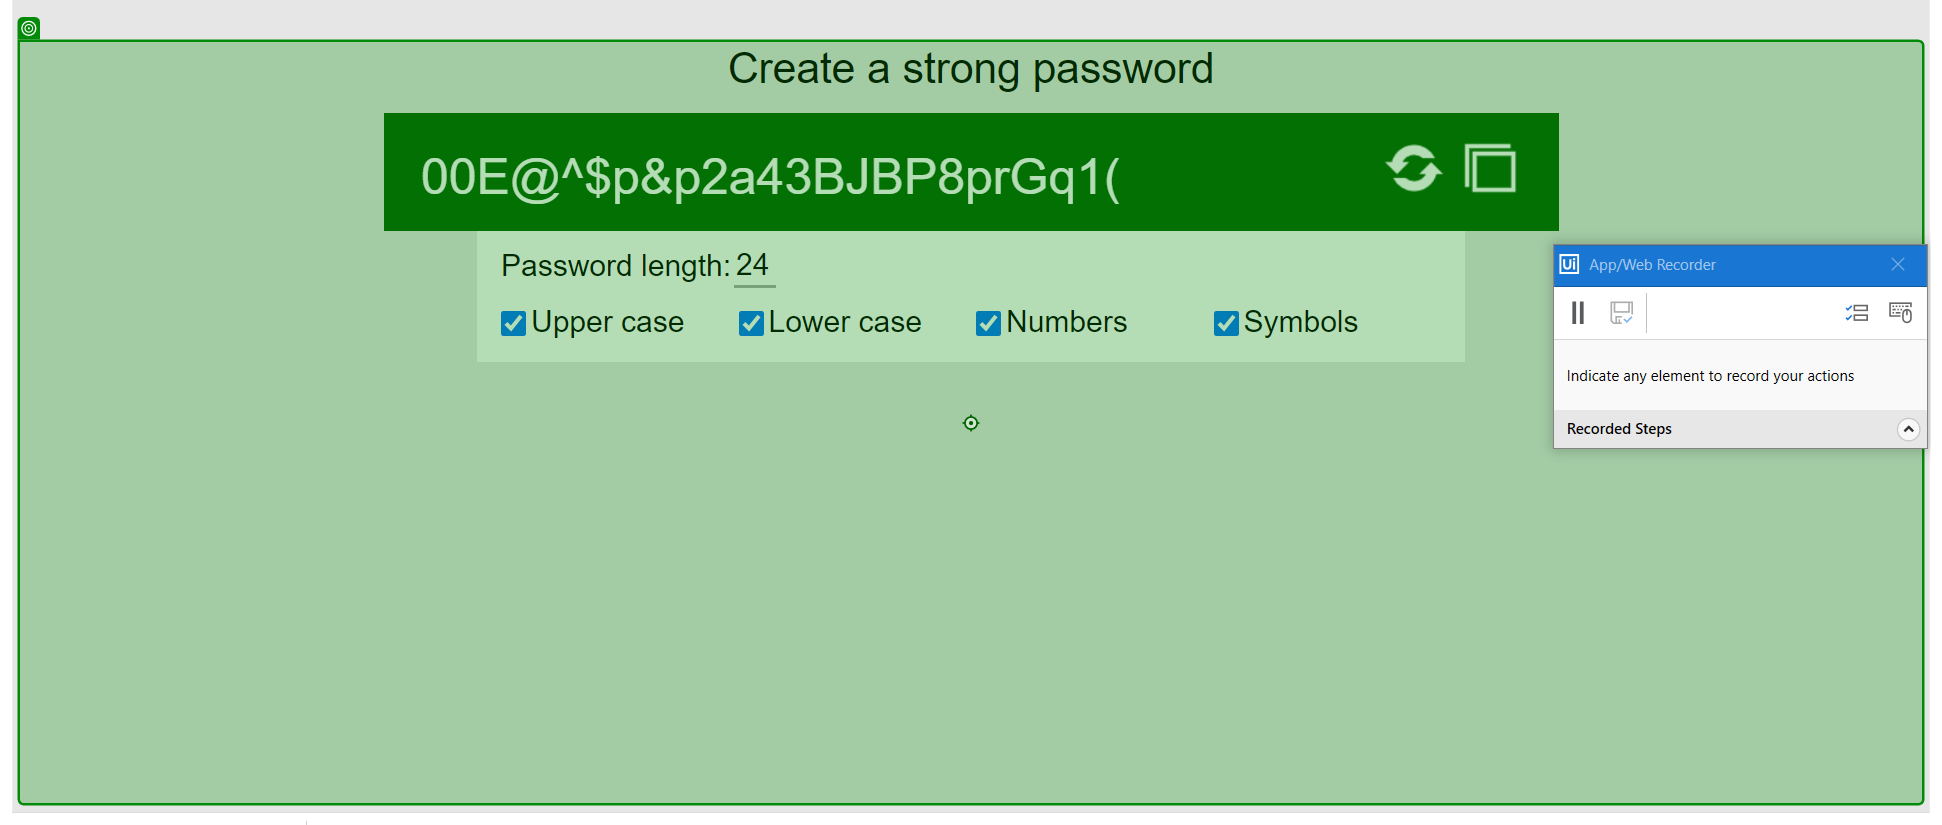 Create a strong password
00E@^$p&p2a43BJBP8prGq1(
Password length: 24
Upper case Lower case Numbers Symbols
Ui App/Web Recorder
Indicate any element to record your actions
Recorded Steps